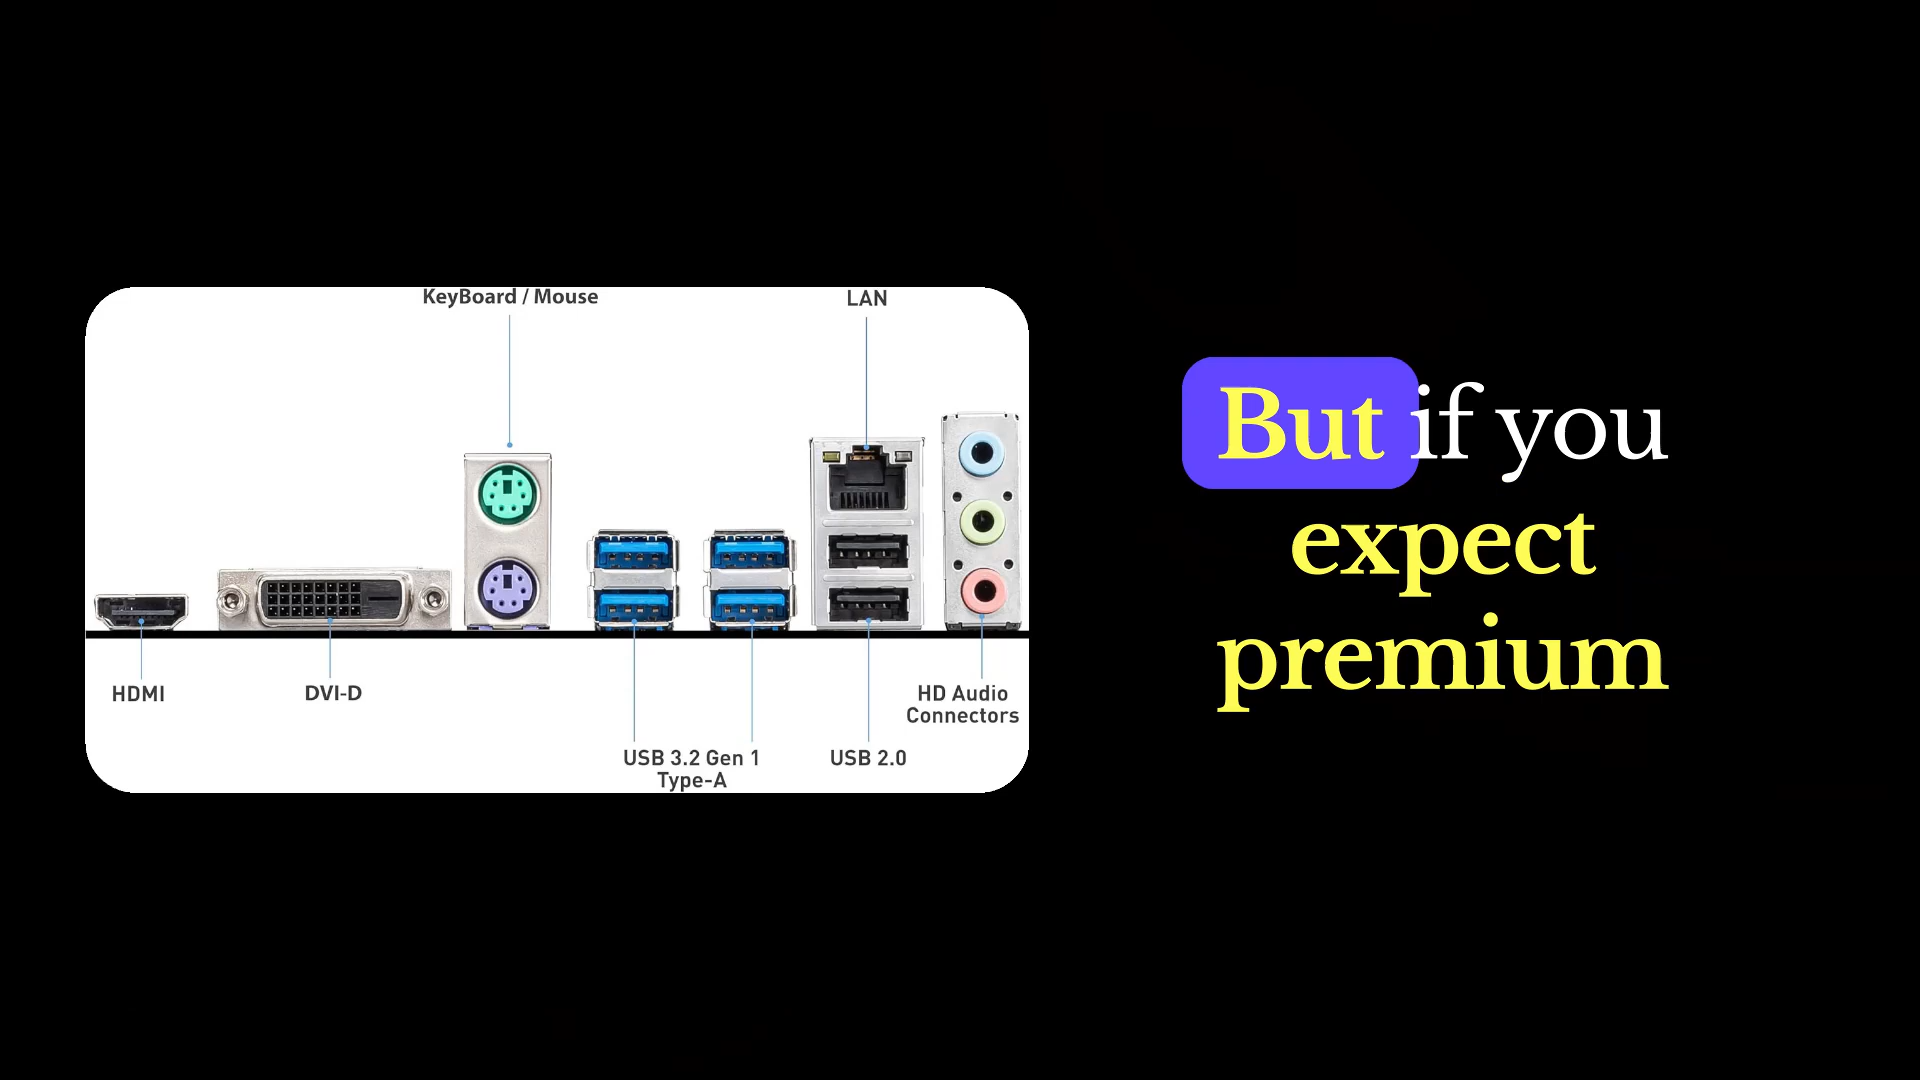 KeyBoard / Mouse
LAN
HDMI
DVI-D
USB 3.2 Gen 1
Type-A
USB 2.0
HD Audio
Connectors
But if you
expect
premium